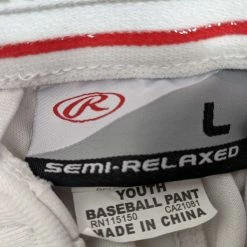 R
L
SEMI-RELAXED
YOUTH
BASEBALL PANT
RN115150 CA21081
MADE IN CHINA